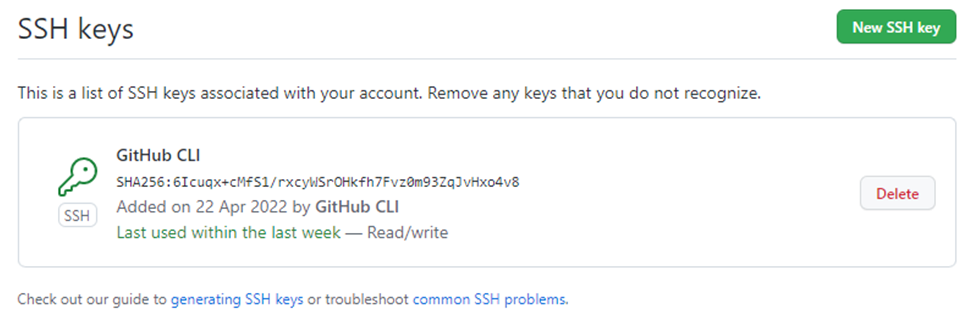 SSH keys
New SSH key
This is a list of SSH keys associated with your account. Remove any keys that you do not recognize.
GitHub CLI
SHA256:6Icuqx+cMfS1/rxcyWSrOHkfh7Fvz0m93ZqJvHxo4v8
SSH
Added on 22 Apr 2022 by GitHub CLI
Last used within the last week — Read/write
Delete
Check out our guide to generating SSH keys or troubleshoot common SSH problems.